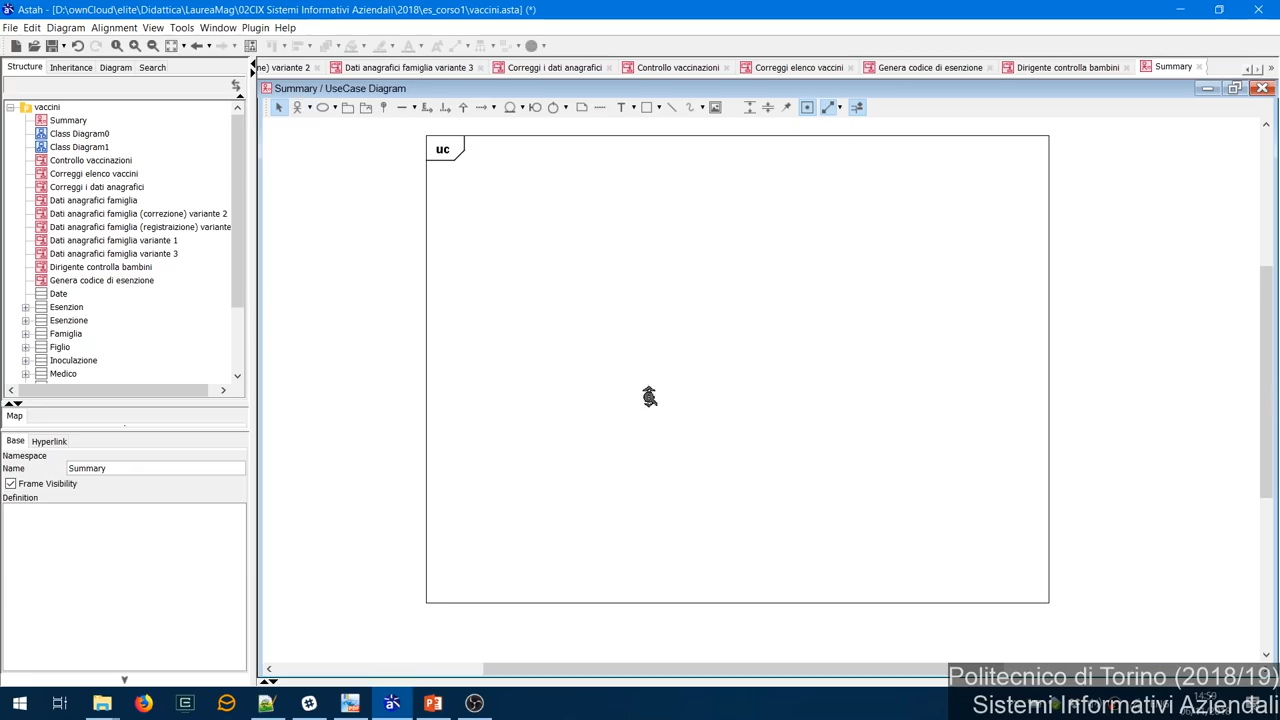 Astah - [D:\ownCloud\elite\Didattica\LaureaMag\02CIX Sistemi Informativi Aziendali\2018\es_corso1\vaccini.asta] (*)
File Edit Diagram Alignment View Tools Window Plugin Help
Structure Inheritance Diagram Search
e) variante 2 Dati anagrafici famiglia variante 3 Correggi i dati anagrafici Controllo vaccinazioni Correggi elenco vaccini Genera codice di esenzione Dirigente controlla bambini Summary
Summary / UseCase Diagram
vaccini
Summary
Class Diagram0
Class Diagram1
Controllo vaccinazioni
Correggi elenco vaccini
Correggi i dati anagrafici
Dati anagrafici famiglia
Dati anagrafici famiglia (correzione) variante 2
Dati anagrafici famiglia (registraizione) variante
Dati anagrafici famiglia variante 1
Dati anagrafici famiglia variante 3
Dirigente controlla bambini
Genera codice di esenzione
Date
Esenzion
Esenzione
Famiglia
Figlio
Inoculazione
Medico
uc
Map
Base Hyperlink
Namespace
Name Summary
Frame Visibility
Definition
Politecnico di Torino (2018/19)
Sistemi Informativi Aziendali
14:59